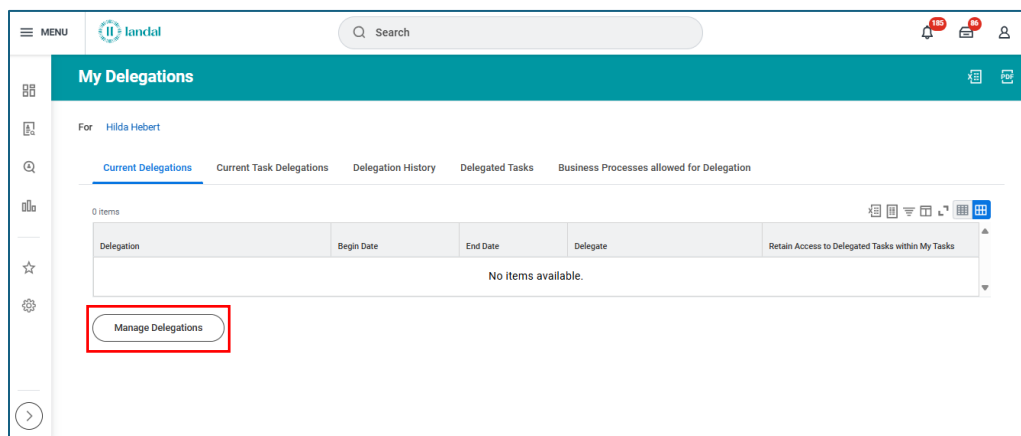 MENU
landal
Search
185
86
My Delegations
PDF
For Hilda Hebert
Current Delegations Current Task Delegations Delegation History Delegated Tasks Business Processes allowed for Delegation
0 items
Delegation Begin Date End Date Delegate Retain Access to Delegated Tasks within My Tasks
No items available.
Manage Delegations